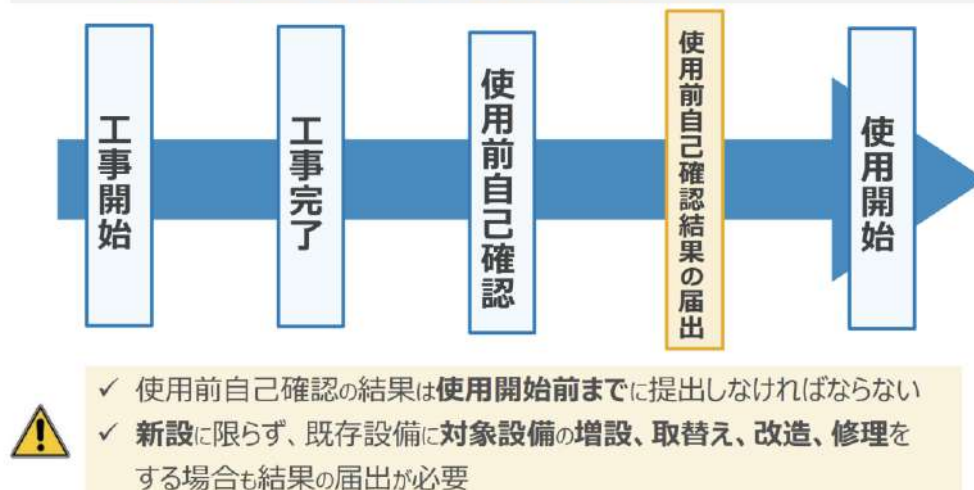 工事開始
工事完了
使用前自己確認
使用前自己確認結果の届出
使用開始
✓ 使用前自己確認の結果は使用開始前までに提出しなければならない
✓ 新設に限らず、既存設備に対象設備の増設、取替え、改造、修理を
する場合も結果の届出が必要